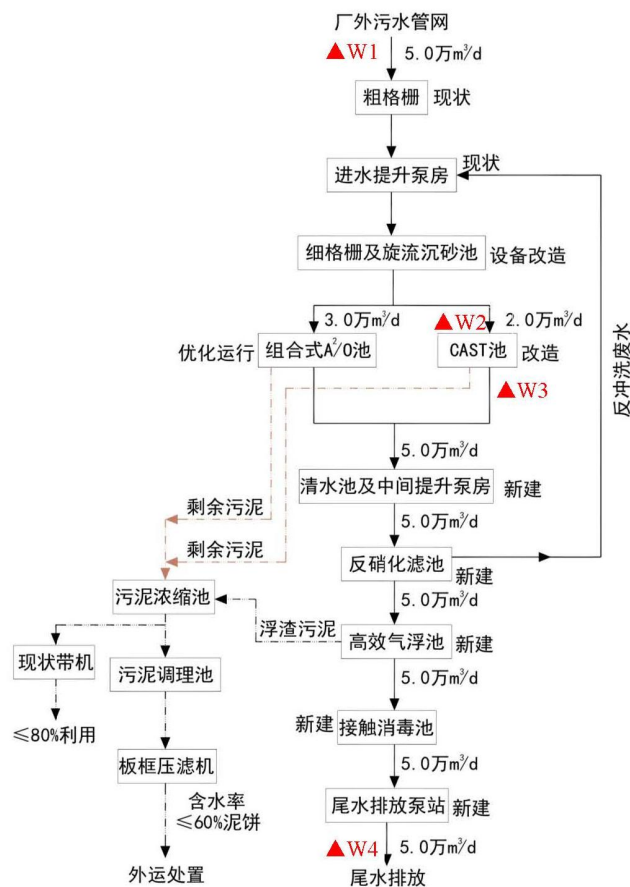 厂外污水管网
▲W1
5.0万m³/d
粗格栅
现状
进水提升泵房
现状
细格栅及旋流沉砂池
设备改造
3.0万m³/d
▲W2
2.0万m³/d
优化运行
组合式A²/O池
CAST池
改造
反冲洗废水
▲W3
5.0万m³/d
清水池及中间提升泵房
新建
剩余污泥
5.0万m³/d
剩余污泥
反硝化滤池
新建
污泥浓缩池
5.0万m³/d
浮渣污泥
高效气浮池
新建
现状带机
污泥调理池
5.0万m³/d
≤80%利用
新建
接触消毒池
板框压滤机
5.0万m³/d
含水率
≤60%泥饼
尾水排放泵站
新建
▲W4
5.0万m³/d
外运处置
尾水排放